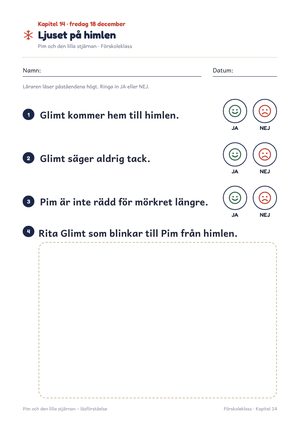 Kapitel 14 · fredag 18 december
Ljuset på himlen
Pim och den lilla stjärnan · Förskoleklass
Namn:
Datum:
Läraren läser påståendena högt. Ringa in JA eller NEJ.
1 Glimt kommer hem till himlen.
JA NEJ
2 Glimt säger aldrig tack.
JA NEJ
3 Pim är inte rädd för mörkret längre.
JA NEJ
4 Rita Glimt som blinkar till Pim från himlen.
Pim och den lilla stjärnan – läsförståelse
Förskoleklass · Kapitel 14